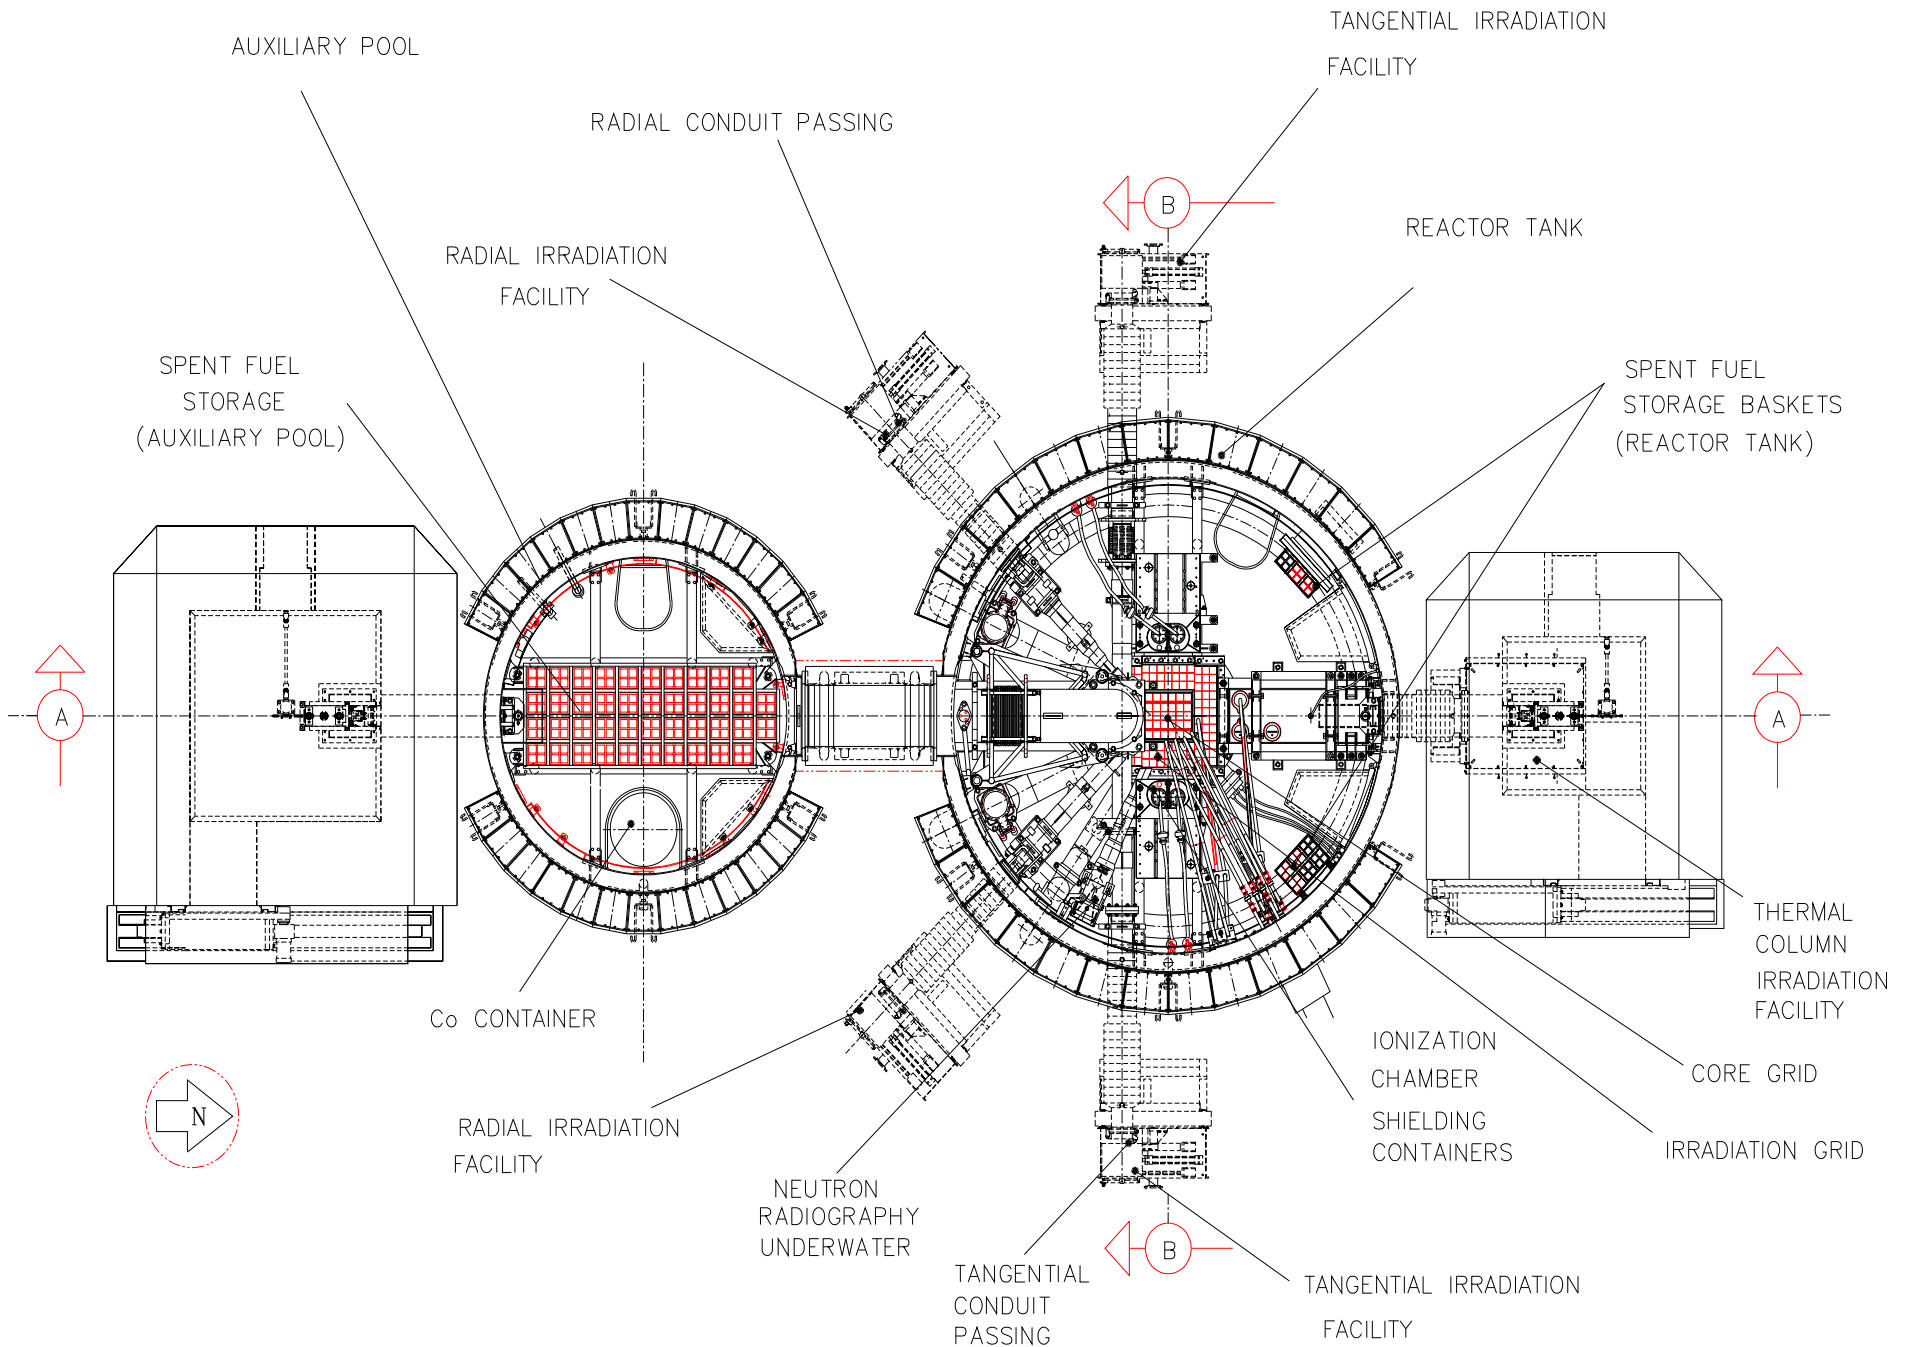 TANGENTIAL IRRADIATION
FACILITY
AUXILIARY POOL
RADIAL CONDUIT PASSING
B
REACTOR TANK
RADIAL IRRADIATION
FACILITY
SPENT FUEL
STORAGE
(AUXILIARY POOL)
SPENT FUEL
STORAGE BASKETS
(REACTOR TANK)
A
A
THERMAL
COLUMN
IRRADIATION
FACILITY
Co CONTAINER
IONIZATION
CHAMBER
SHIELDING
CONTAINERS
CORE GRID
N
RADIAL IRRADIATION
FACILITY
IRRADIATION GRID
NEUTRON
RADIOGRAPHY
UNDERWATER
B
TANGENTIAL
CONDUIT
PASSING
TANGENTIAL IRRADIATION
FACILITY